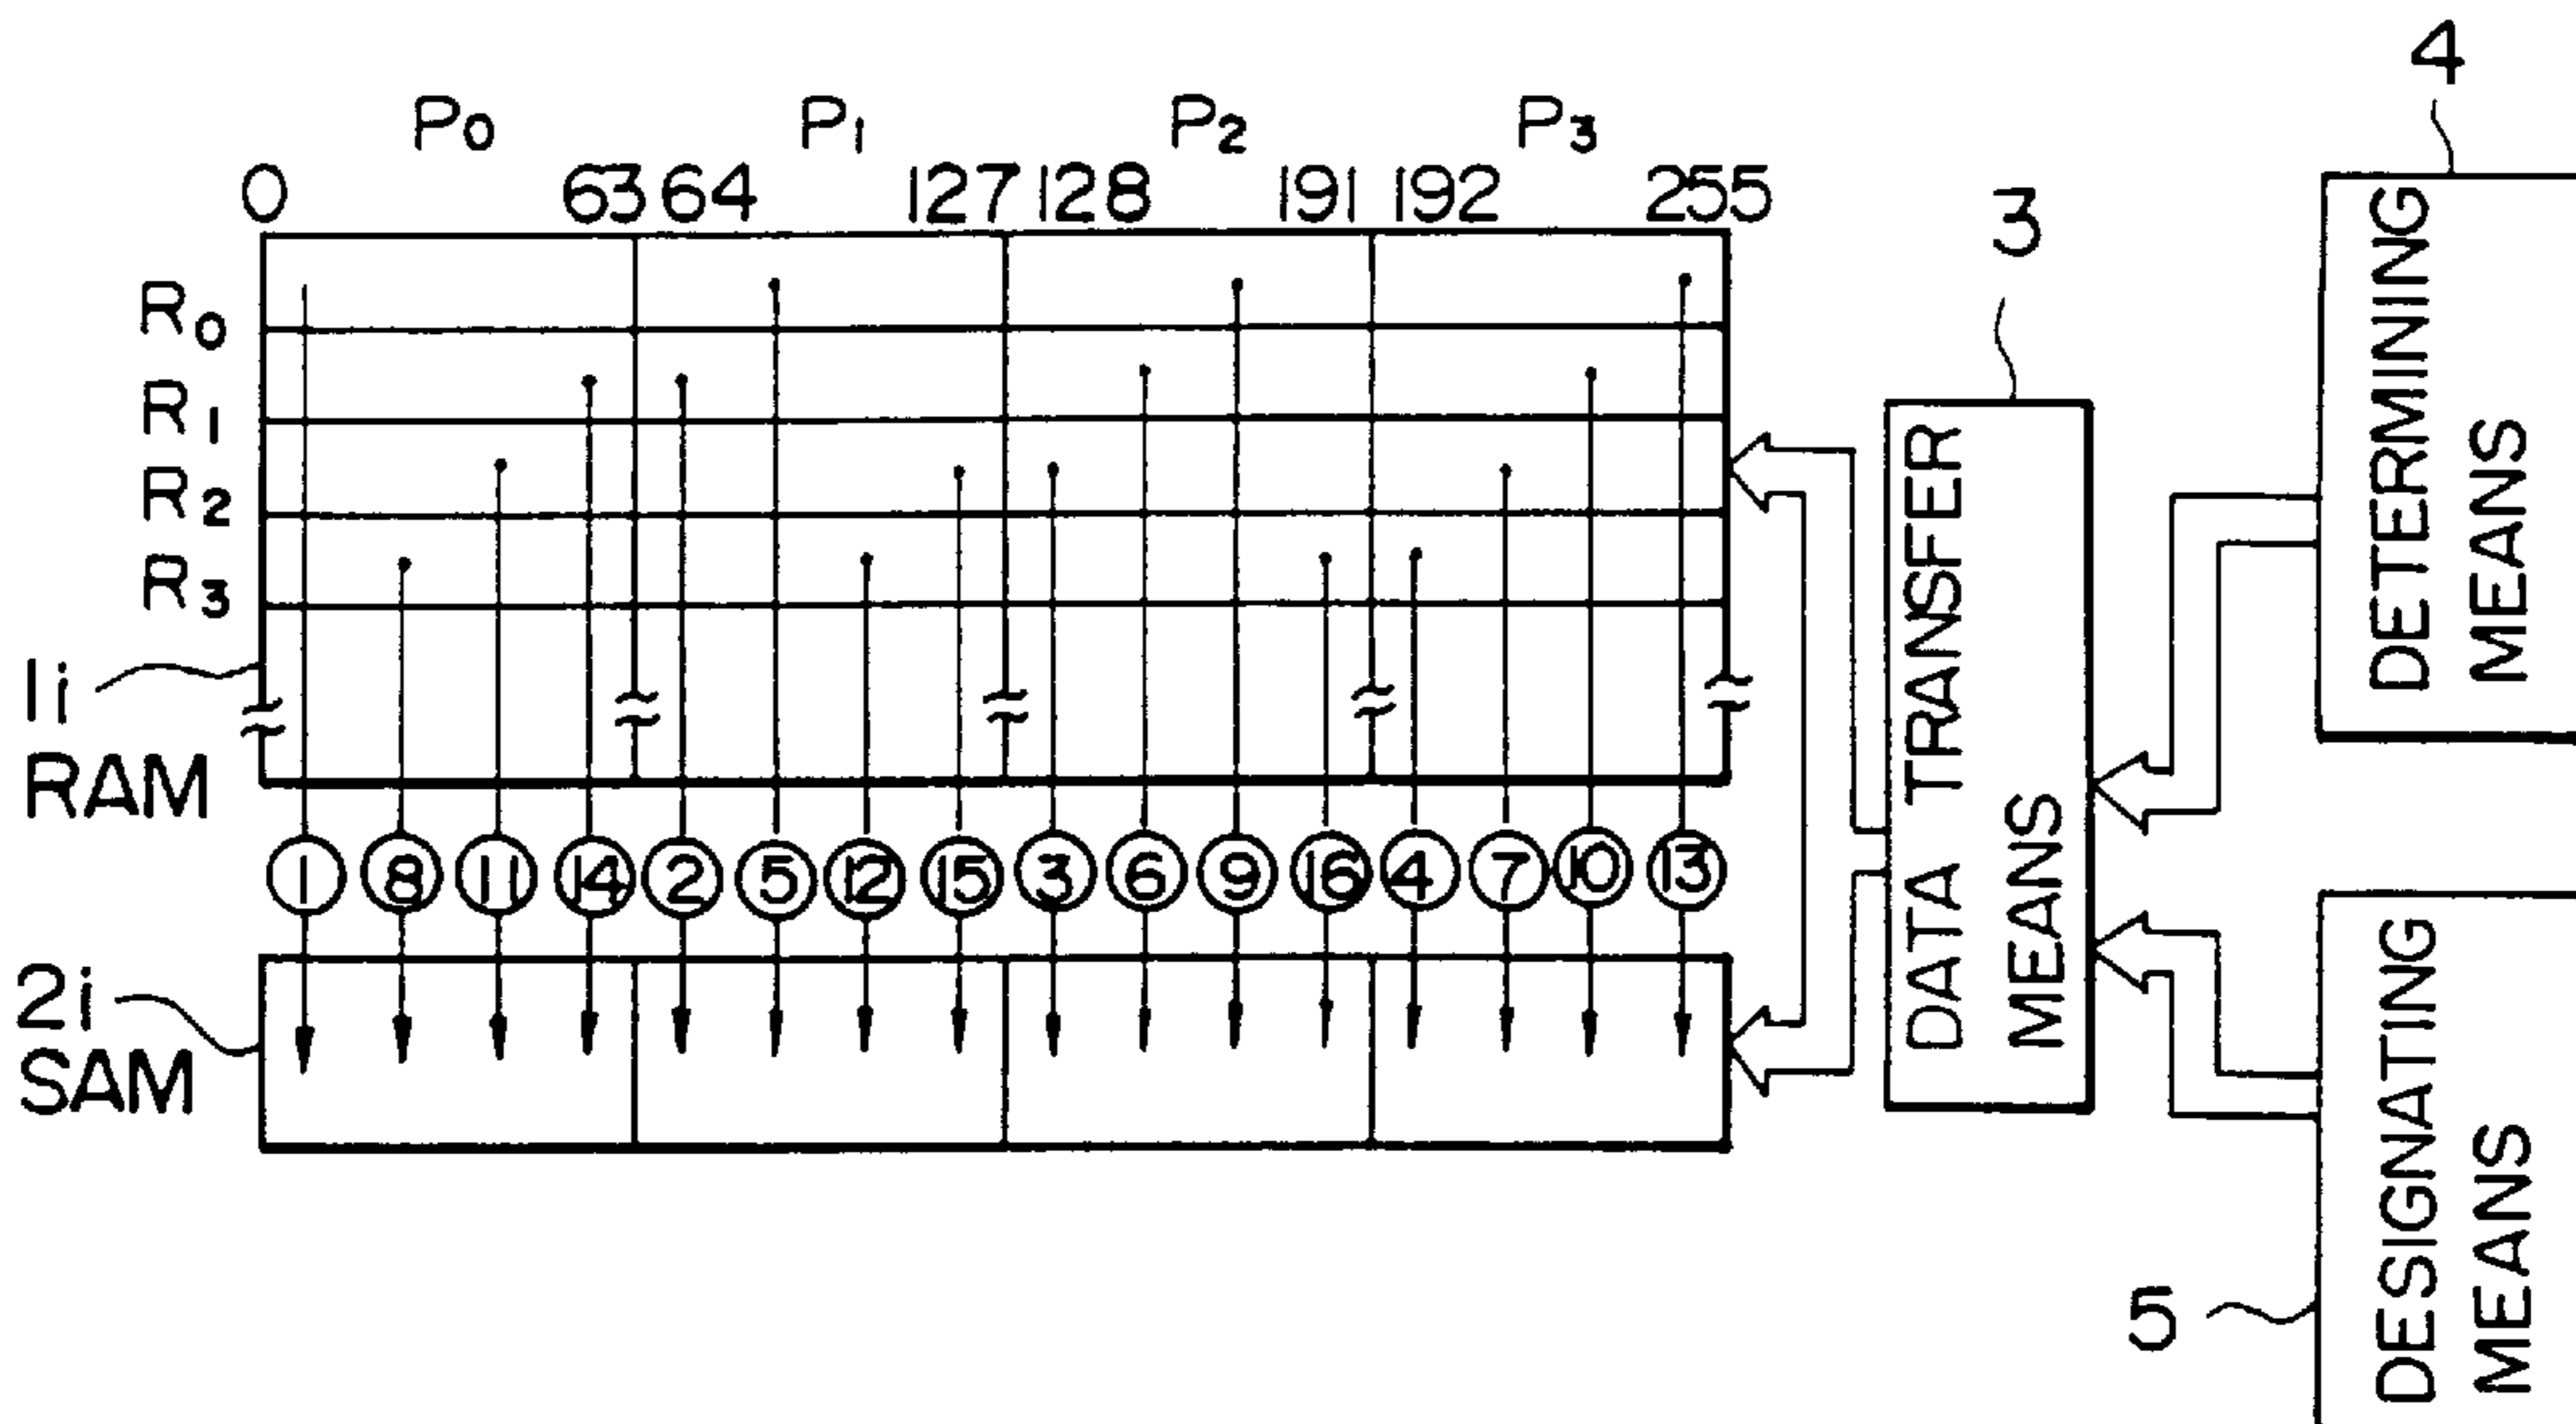 4
P0 P1 P2 P3
0 63 64 127 128 191 192 255
3
R0
R1
R2
R3
1i
RAM
① ⑧ ⑪ ⑭ ② ⑤ ⑫ ⑮ ③ ⑥ ⑨ ⑯ ④ ⑦ ⑩ ⑬
2i
SAM
DATA TRANSFER
MEANS
DETERMINING
MEANS
5
DESIGNATING
MEANS